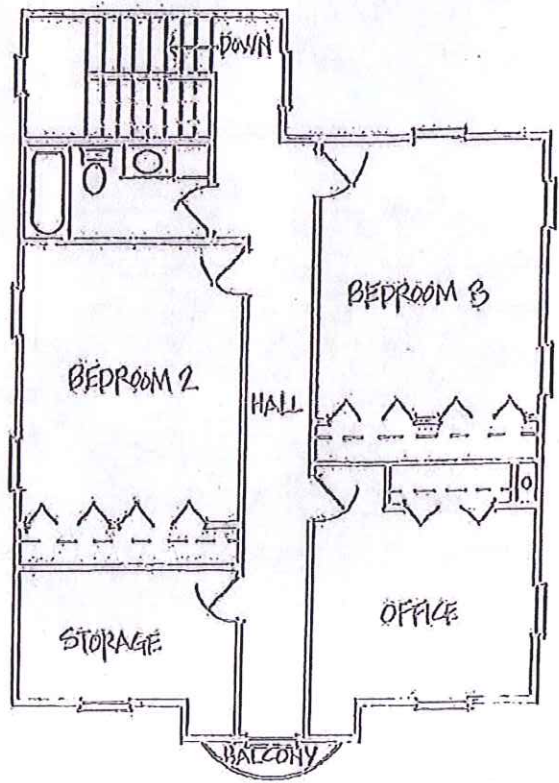 DOWN
BEDROOM 3
BEDROOM 2
HALL
OFFICE
STORAGE
BALCONY